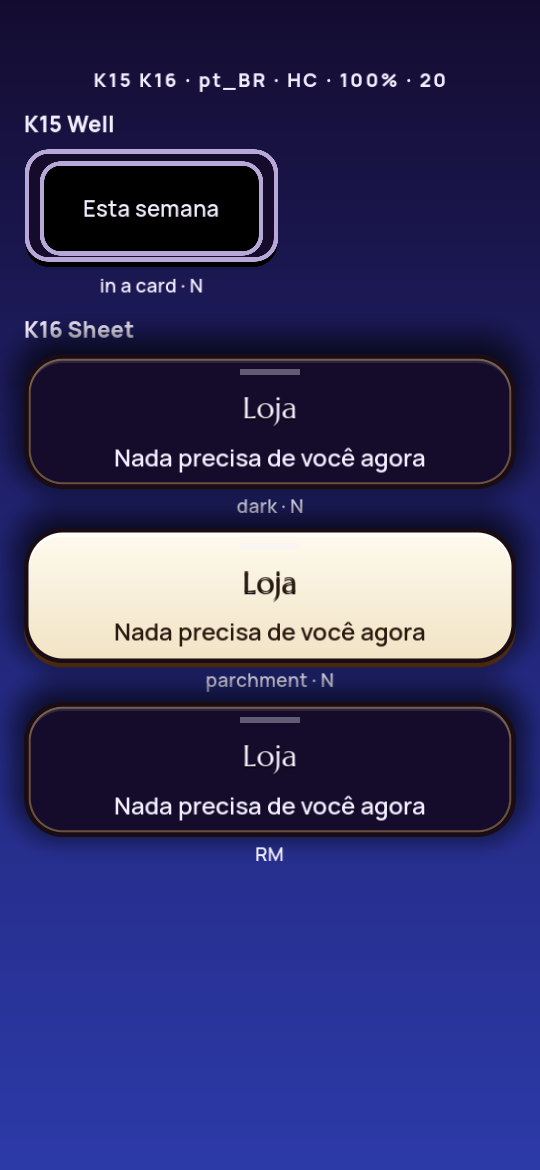 K15 K16 · pt_BR · HC · 100% · 20
K15 Well
Esta semana
in a card · N
K16 Sheet
Loja
Nada precisa de você agora
dark · N
Loja
Nada precisa de você agora
parchment · N
Loja
Nada precisa de você agora
RM